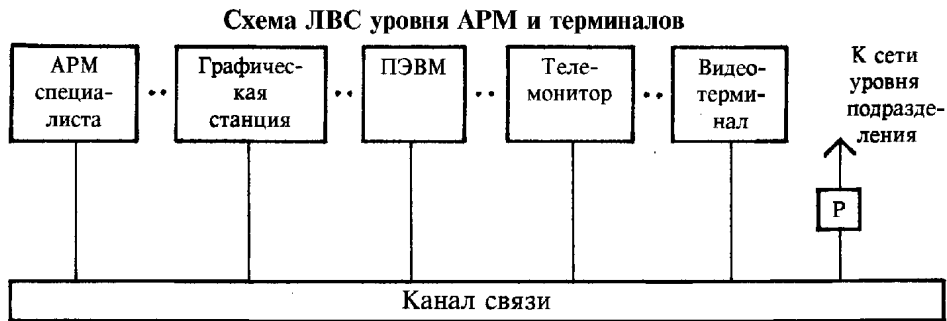 Схема ЛВС уровня АРМ и терминалов
АРМ
специа-
листа
Графичес-
кая
станция
ПЭВМ
Теле-
монитор
Видео-
терми-
нал
К сети
уровня
подразде-
ления
Р
Канал связи